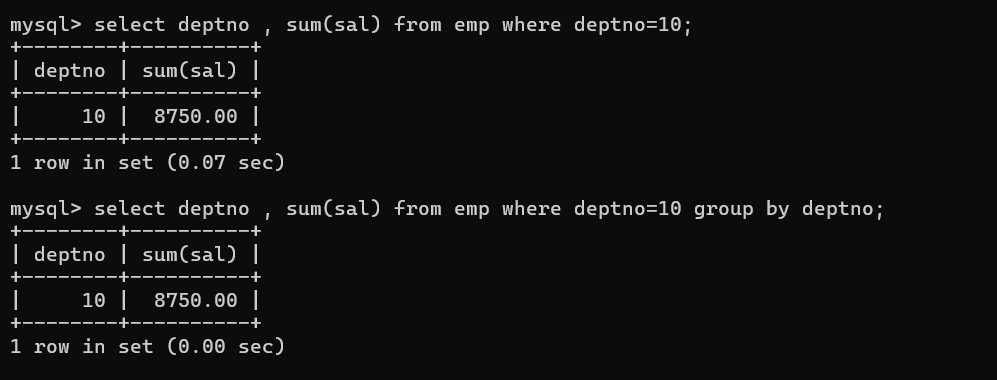 mysql> select deptno , sum(sal) from emp where deptno=10;
+--------+----------+
| deptno | sum(sal) |
+--------+----------+
|     10 |  8750.00 |
+--------+----------+
1 row in set (0.07 sec)

mysql> select deptno , sum(sal) from emp where deptno=10 group by deptno;
+--------+----------+
| deptno | sum(sal) |
+--------+----------+
|     10 |  8750.00 |
+--------+----------+
1 row in set (0.00 sec)